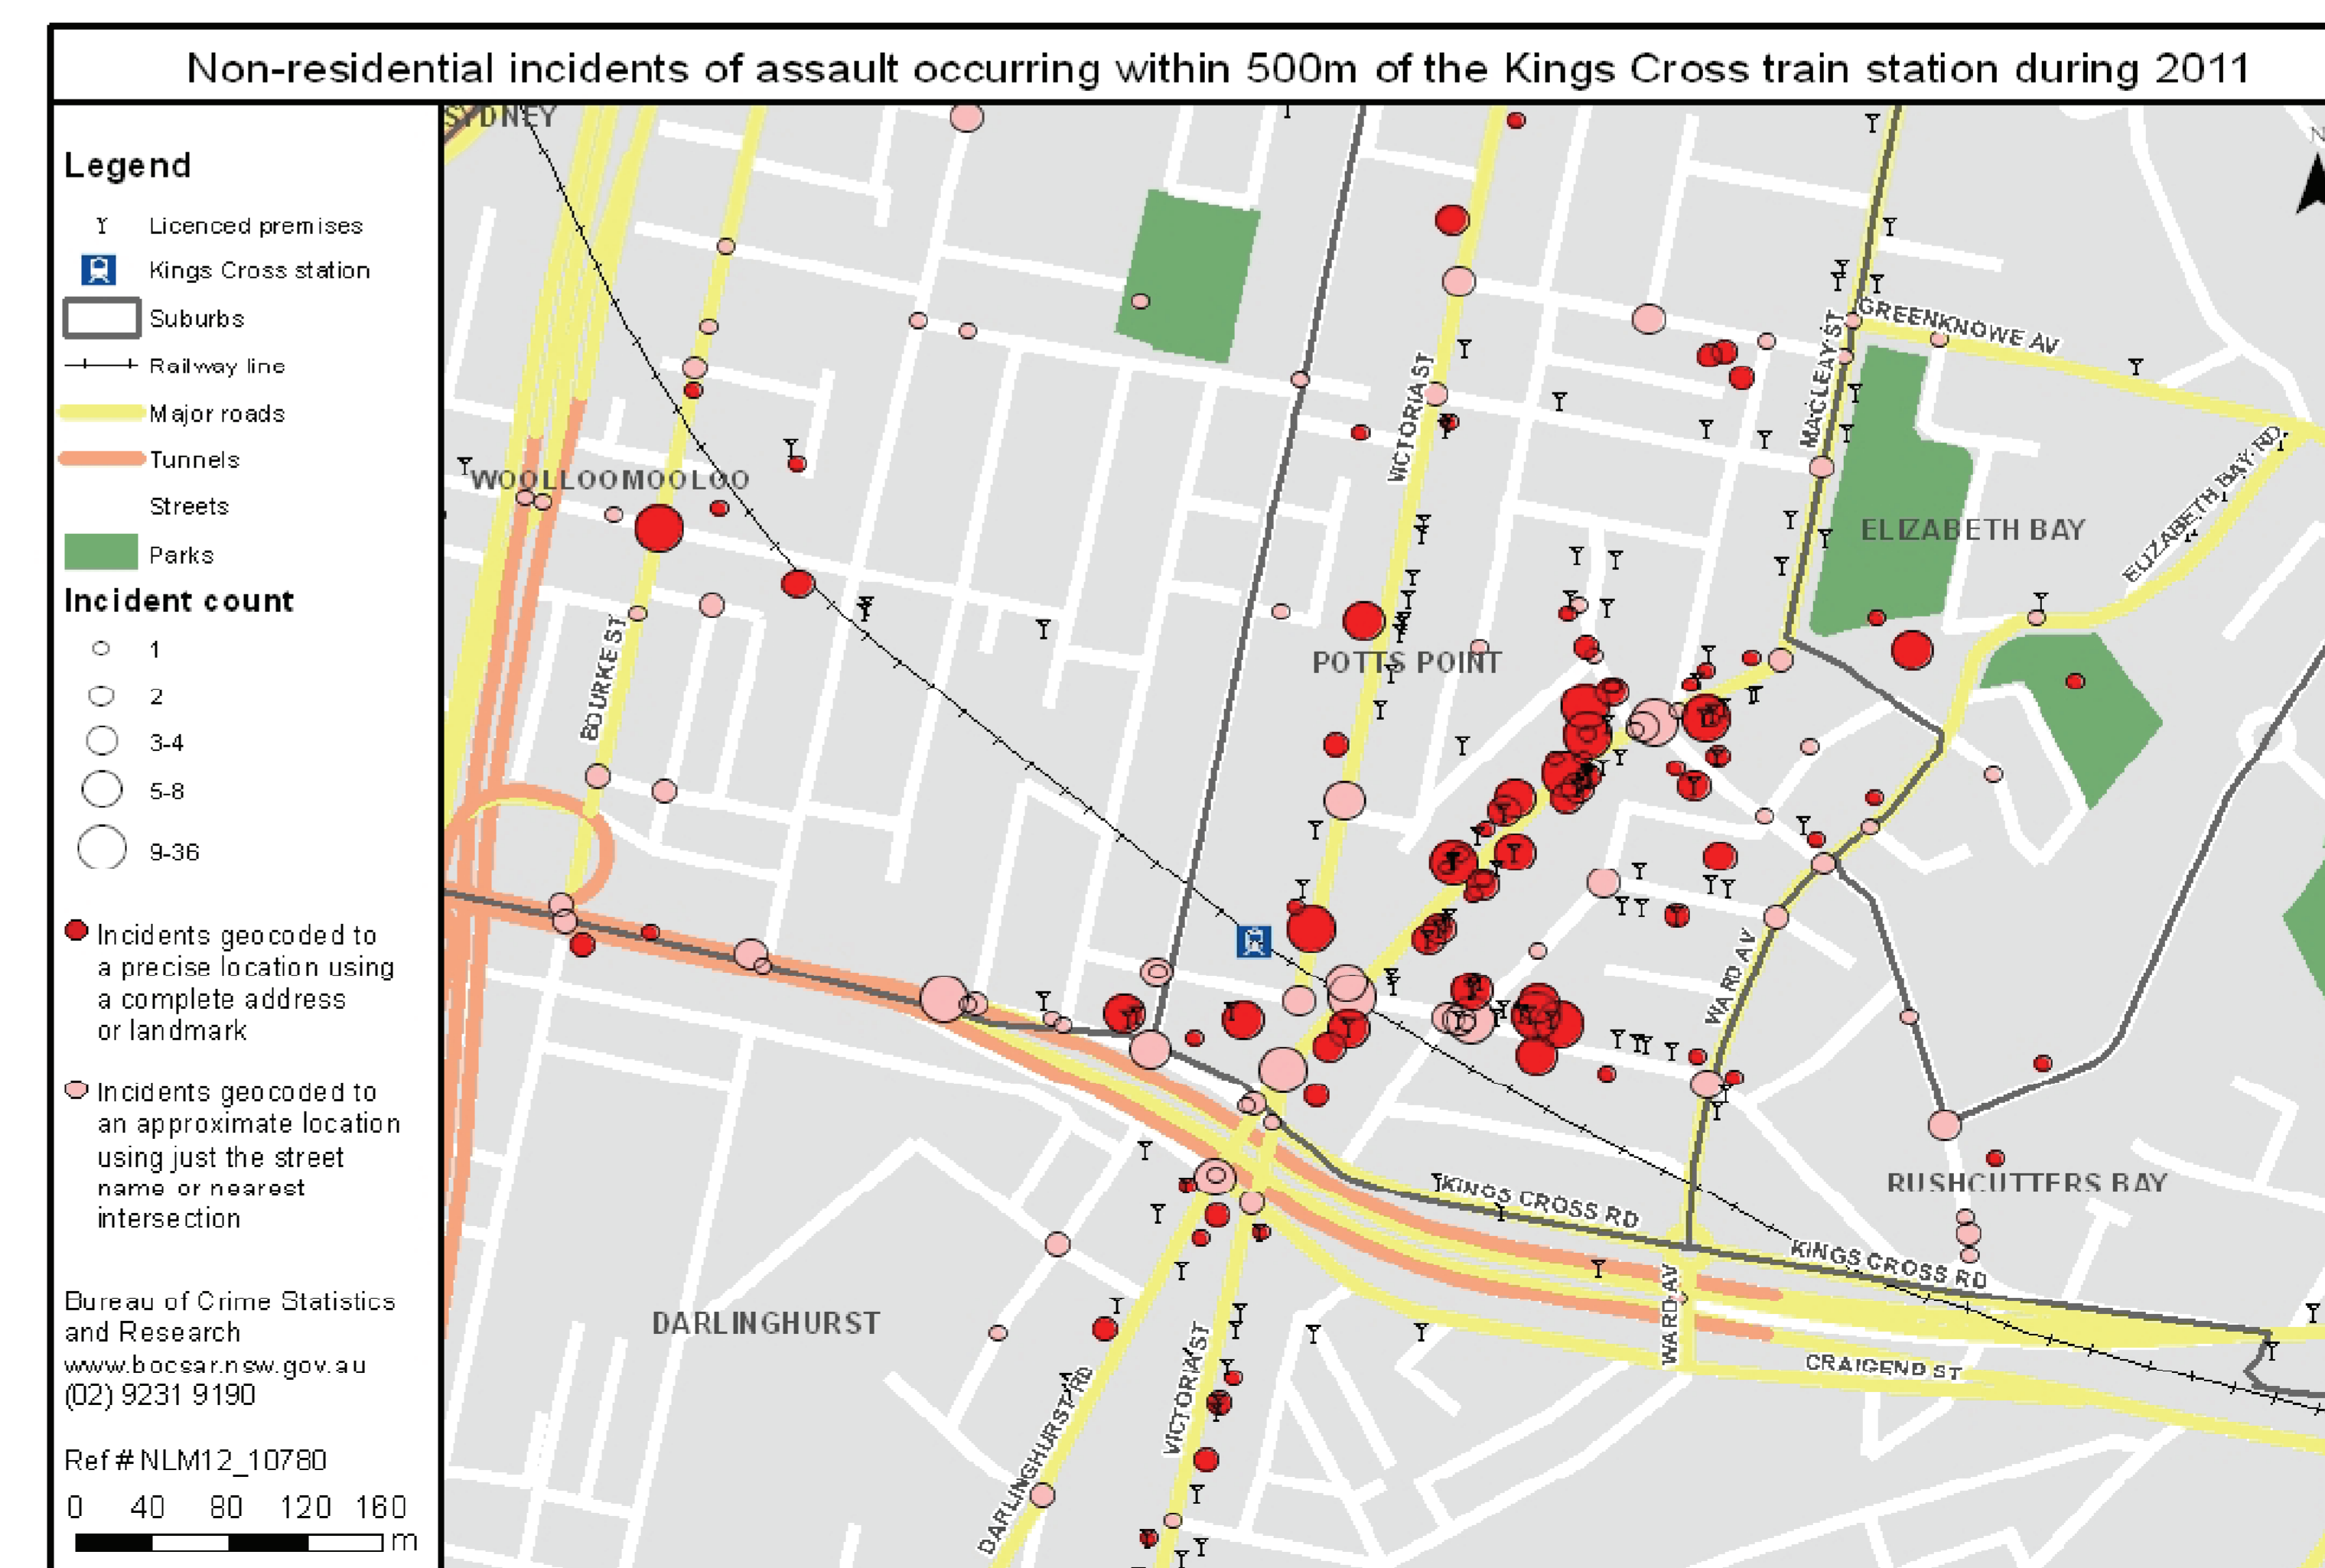 Non-residential incidents of assault occurring within 500m of the Kings Cross train station during 2011
Legend
Licenced premises
Kings Cross station
Suburbs
Railway line
Major roads
Tunnels
Streets
Parks
Incident count
1
2
3-4
5-8
9-36
Incidents geocoded to
a precise location using
a complete address
or landmark
Incidents geocoded to
an approximate location
using just the street
name or nearest
intersection
Bureau of Crime Statistics
and Research
www.bocsar.nsw.gov.au
(02) 9231 9190
Ref # NLM12_10780
0 40 80 120 160
m
SYDNEY
N
GREENKNOWE AV
MACLEAY ST
VICTORIA ST
WOOLLOOMOOLOO
ELIZABETH BAY
ELIZABETH BAY RD
BOURKE ST
POTTS POINT
WARD AV
KINGS CROSS RD
RUSHCUTTERS BAY
KINGS CROSS RD
WARD AV
DARLINGHURST
VICTORIA ST
CRAIGEND ST
DARLINGHURST RD